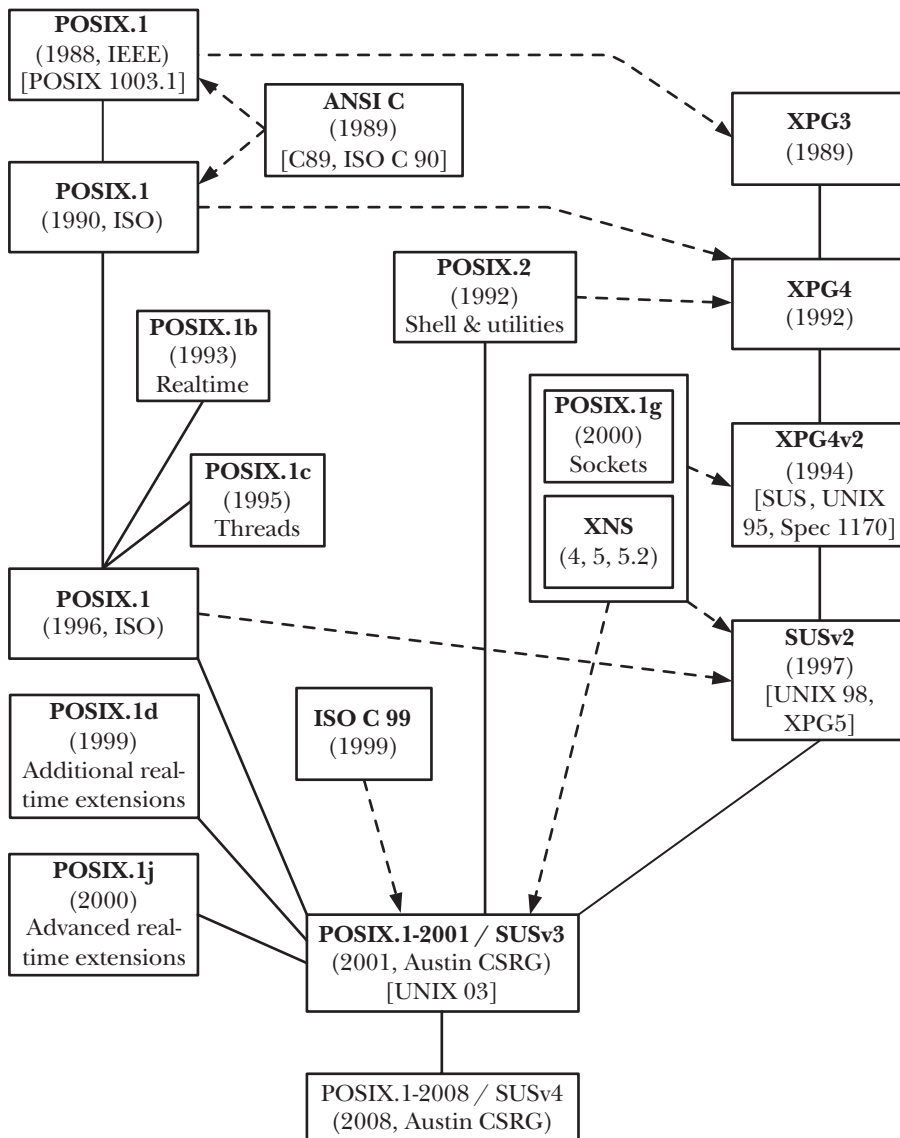 POSIX.1
(1988, IEEE)
[POSIX 1003.1]
ANSI C
(1989)
[C89, ISO C 90]
XPG3
(1989)
POSIX.1
(1990, ISO)
POSIX.2
(1992)
Shell & utilities
XPG4
(1992)
POSIX.1b
(1993)
Realtime
POSIX.1g
(2000)
Sockets
XPG4v2
(1994)
[SUS, UNIX
95, Spec 1170]
POSIX.1c
(1995)
Threads
XNS
(4, 5, 5.2)
POSIX.1
(1996, ISO)
SUSv2
(1997)
[UNIX 98,
XPG5]
POSIX.1d
(1999)
Additional real-
time extensions
ISO C 99
(1999)
POSIX.1j
(2000)
Advanced real-
time extensions
POSIX.1-2001 / SUSv3
(2001, Austin CSRG)
[UNIX 03]
POSIX.1-2008 / SUSv4
(2008, Austin CSRG)